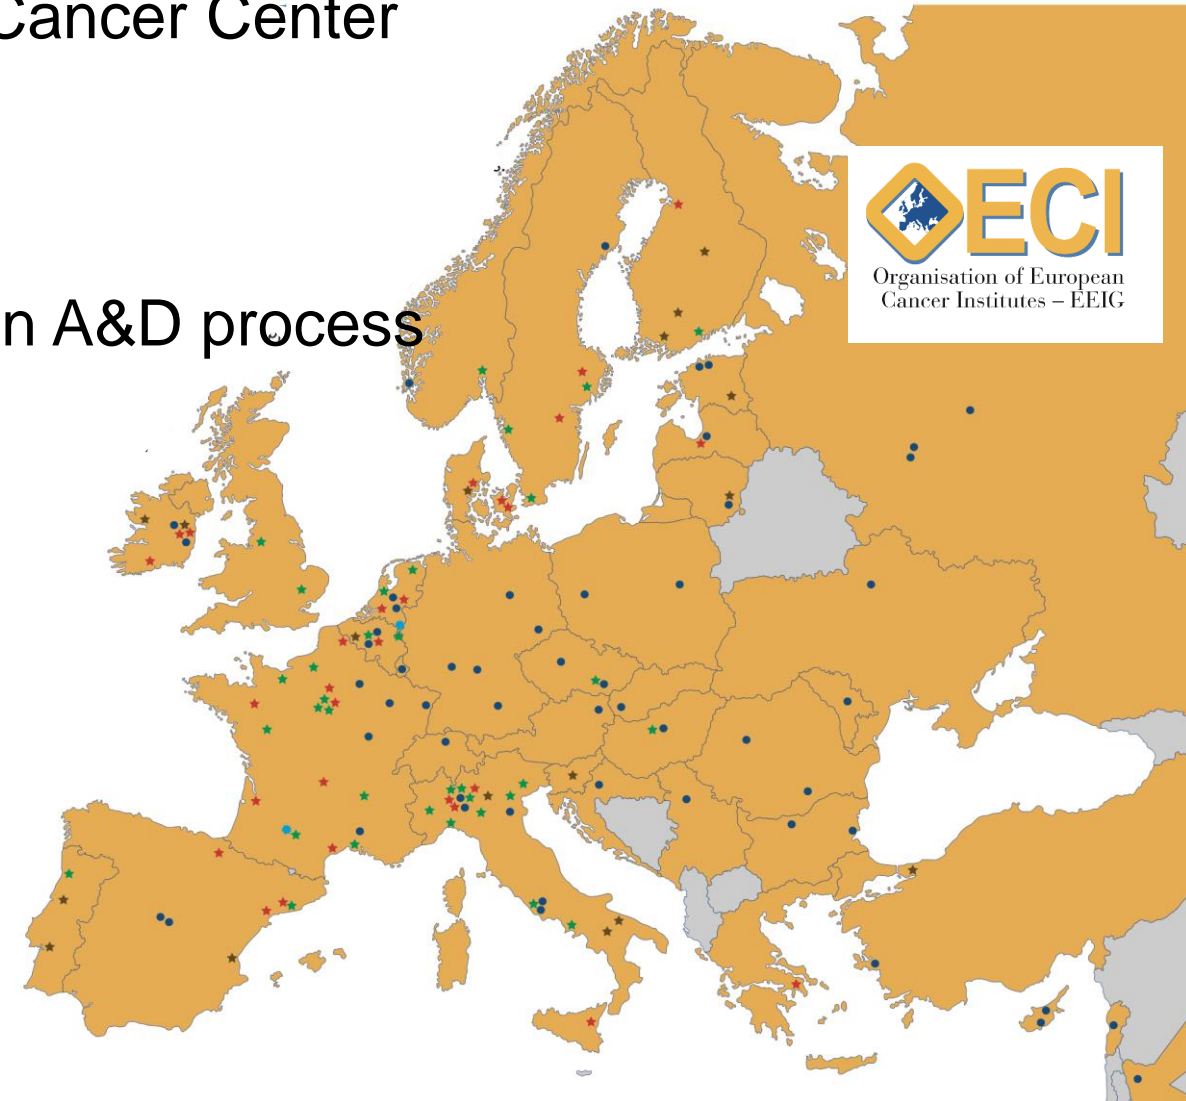 Cancer Center
n A&D process
OECI
Organisation of European
Cancer Institutes – EEIG